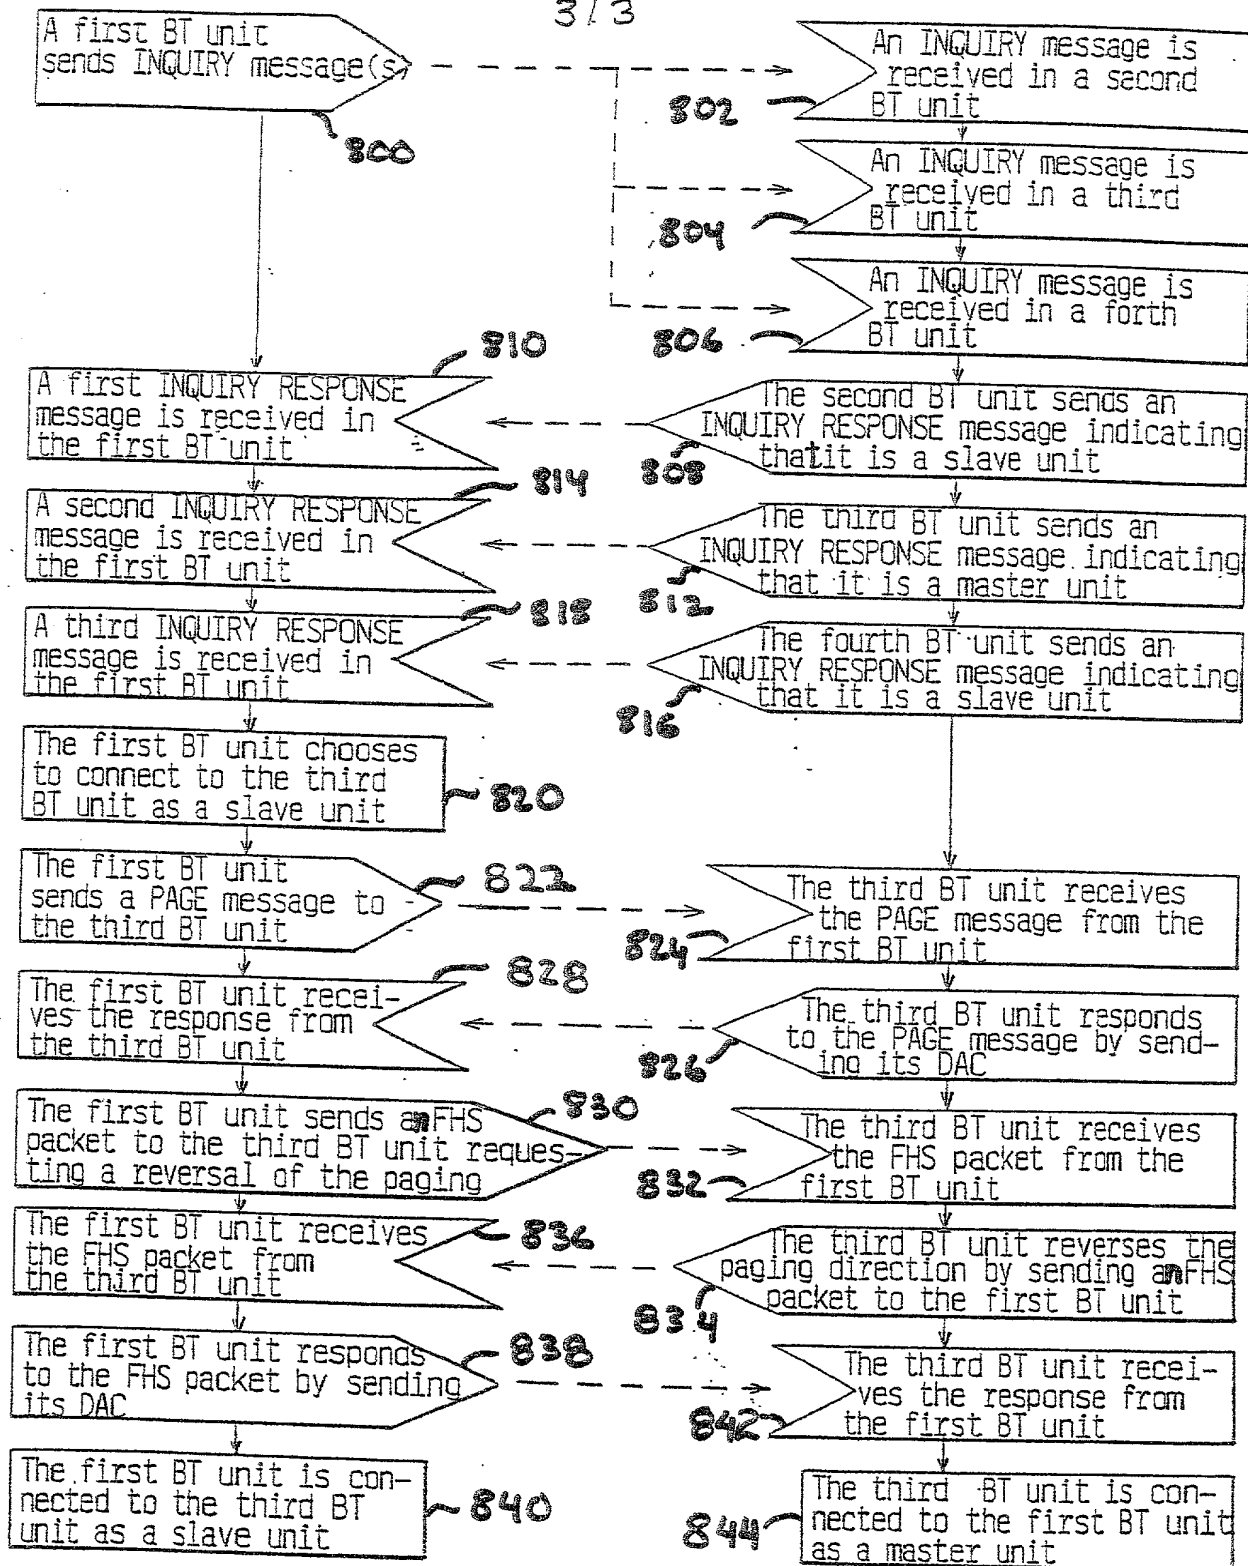 3/3
A first BT unit
sends INQUIRY message(s)
800
An INQUIRY message is
received in a second
BT unit
802
An INQUIRY message is
received in a third
BT unit
804
An INQUIRY message is
received in a forth
BT unit
806
810
A first INQUIRY RESPONSE
message is received in
the first BT unit
The second BT unit sends an
INQUIRY RESPONSE message indicating
that it is a slave unit
808
814
A second INQUIRY RESPONSE
message is received in
the first BT unit
The third BT unit sends an
INQUIRY RESPONSE message indicating
that it is a master unit
812
818
A third INQUIRY RESPONSE
message is received in
the first BT unit
The fourth BT unit sends an
INQUIRY RESPONSE message indicating
that it is a slave unit
816
The first BT unit chooses
to connect to the third
BT unit as a slave unit
820
The first BT unit
sends a PAGE message to
the third BT unit
822
The third BT unit receives
the PAGE message from the
first BT unit
824
828
The first BT unit recei-
ves the response from
the third BT unit
The third BT unit responds
to the PAGE message by send-
ing its DAC
826
The first BT unit sends an FHS
packet to the third BT unit reques-
ting a reversal of the paging
830
The third BT unit receives
the FHS packet from the
first BT unit
832
The first BT unit receives
the FHS packet from
the third BT unit
836
The third BT unit reverses the
paging direction by sending an FHS
packet to the first BT unit
834
The first BT unit responds
to the FHS packet by sending
its DAC
838
The third BT unit recei-
ves the response from
the first BT unit
842
The first BT unit is con-
nected to the third BT
unit as a slave unit
840
The third BT unit is con-
nected to the first BT unit
as a master unit
844